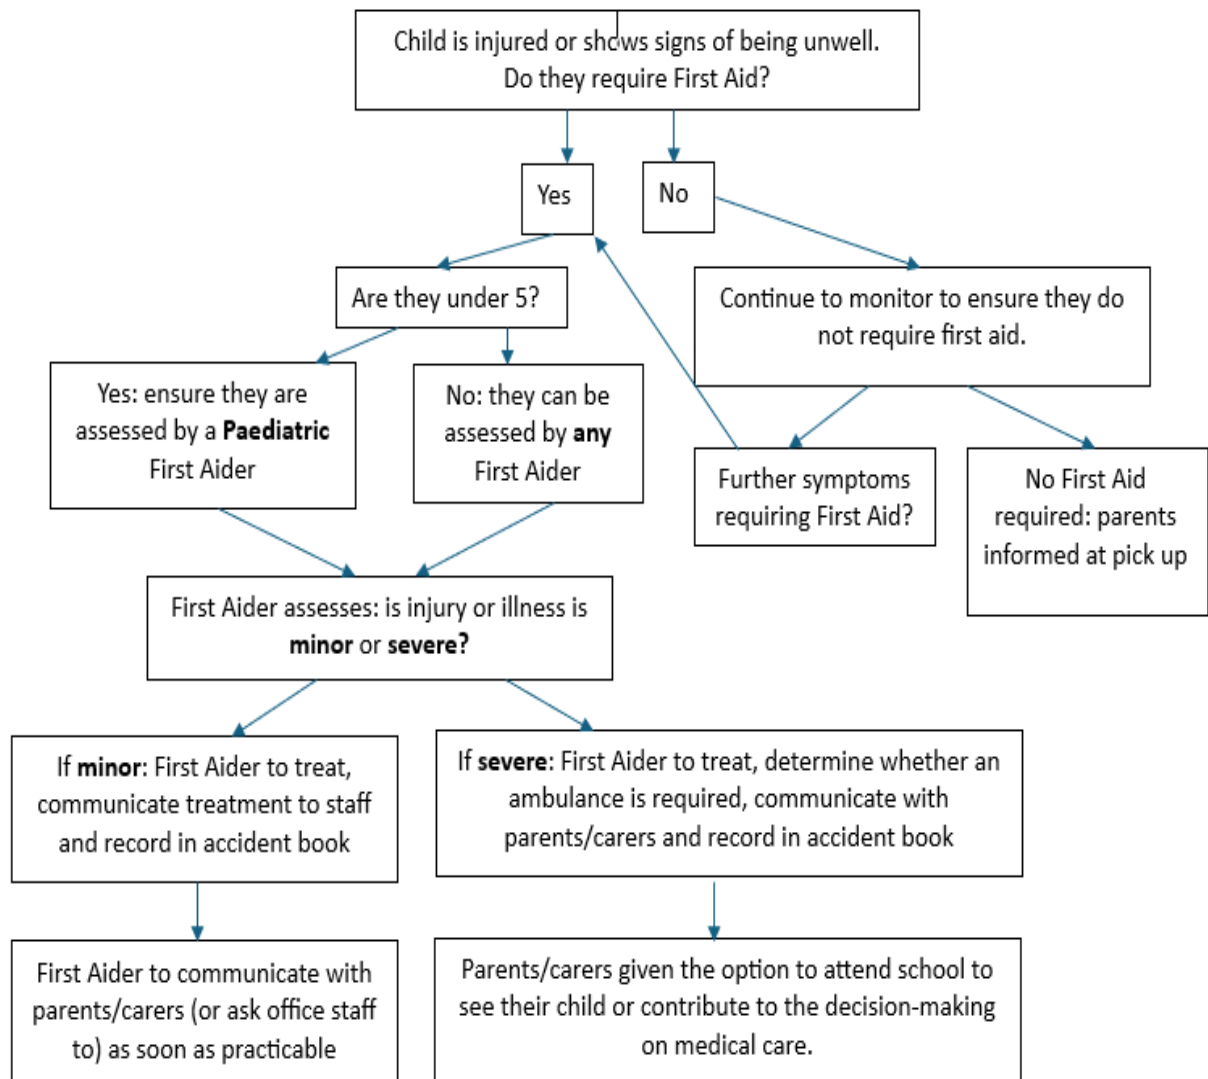 Child is injured or shows signs of being unwell.
Do they require First Aid?
Yes
No
Are they under 5?
Continue to monitor to ensure they do
not require first aid.
Yes: ensure they are
assessed by a Paediatric
First Aider
No: they can be
assessed by any
First Aider
Further symptoms
requiring First Aid?
No First Aid
required: parents
informed at pick up
First Aider assesses: is injury or illness is
minor or severe?
If minor: First Aider to treat,
communicate treatment to staff
and record in accident book
If severe: First Aider to treat, determine whether an
ambulance is required, communicate with
parents/carers and record in accident book
First Aider to communicate with
parents/carers (or ask office staff
to) as soon as practicable
Parents/carers given the option to attend school to
see their child or contribute to the decision-making
on medical care.